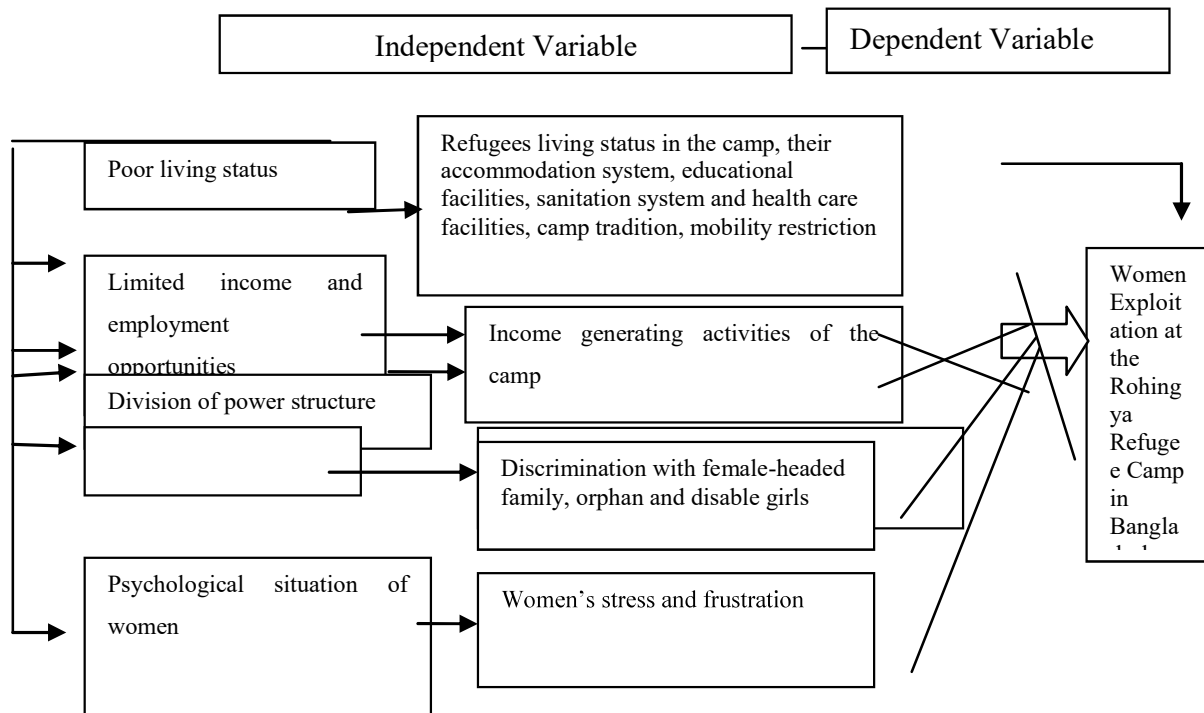 Independent Variable
Dependent Variable
Poor living status
Refugees living status in the camp, their
accommodation system, educational
facilities, sanitation system and health care
facilities, camp tradition, mobility restriction
Limited income and
employment
opportunities
Income generating activities of the
camp
Division of power structure
Discrimination with female-headed
family, orphan and disable girls
Psychological situation of
women
Women's stress and frustration
Women
Exploit
ation at
the
Rohing
ya
Refuge
e Camp
in
Bangla